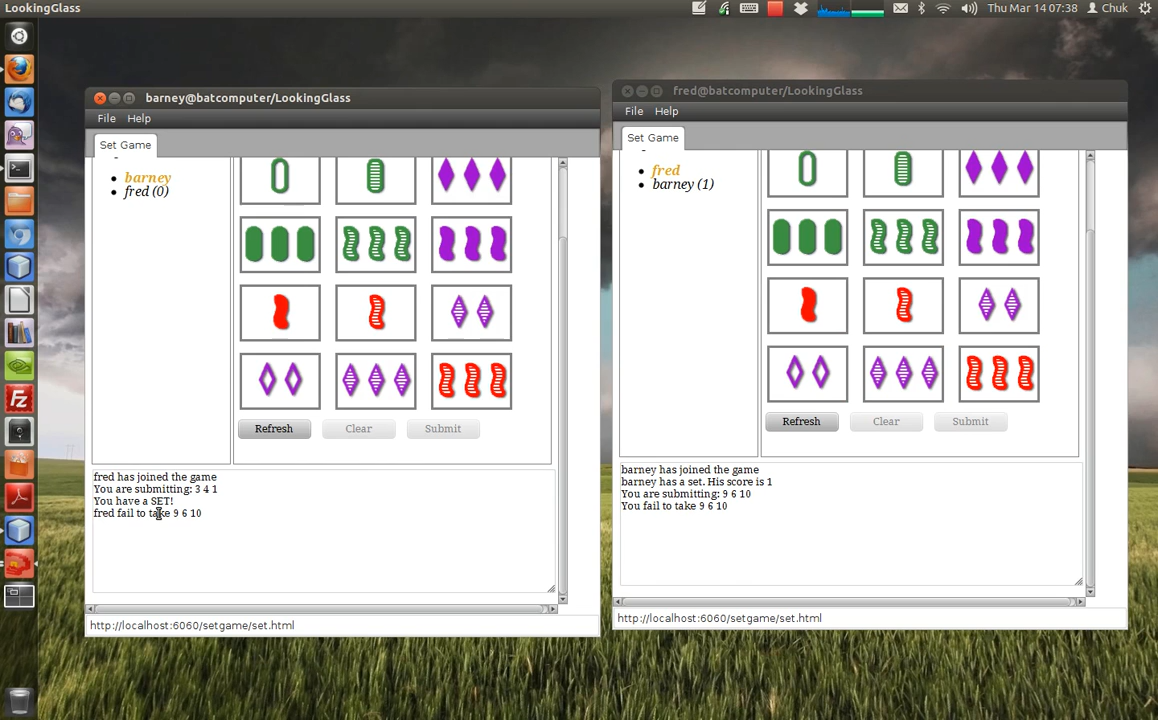 LookingGlass
Thu Mar 14 07:38
Chuk
barney@batcomputer/LookingGlass
File Help
Set Game
barney
fred (0)
Refresh
Clear
Submit
fred has joined the game
You are submitting: 3 4 1
You have a SET!
fred fail to take 9 6 10
http://localhost:6060/setgame/set.html
fred@batcomputer/LookingGlass
File Help
Set Game
fred
barney (1)
Refresh
Clear
Submit
barney has joined the game
barney has a set. His score is 1
You are submitting: 9 6 10
You fail to take 9 6 10
http://localhost:6060/setgame/set.html